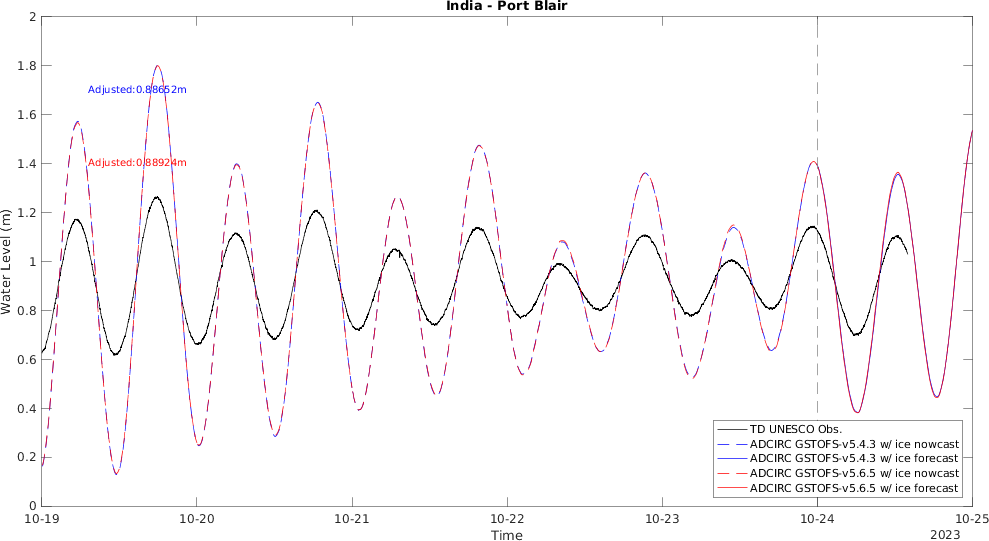 India - Port Blair
2
1.8
1.6
1.4
1.2
1
0.8
0.6
0.4
0.2
0
Water Level (m)
Adjusted:0.88652m
Adjusted:0.88924m
TD UNESCO Obs.
ADCIRC GSTOFS-v5.4.3 w/ ice nowcast
ADCIRC GSTOFS-v5.4.3 w/ ice forecast
ADCIRC GSTOFS-v5.6.5 w/ ice nowcast
ADCIRC GSTOFS-v5.6.5 w/ ice forecast
10-19 10-20 10-21 10-22 10-23 10-24 10-25
Time
2023